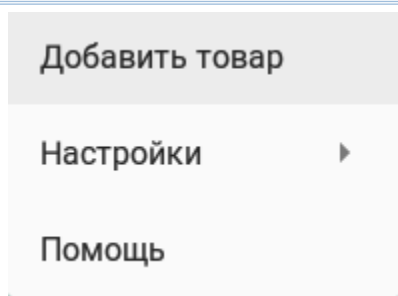 Добавить товар
Настройки
Помощь